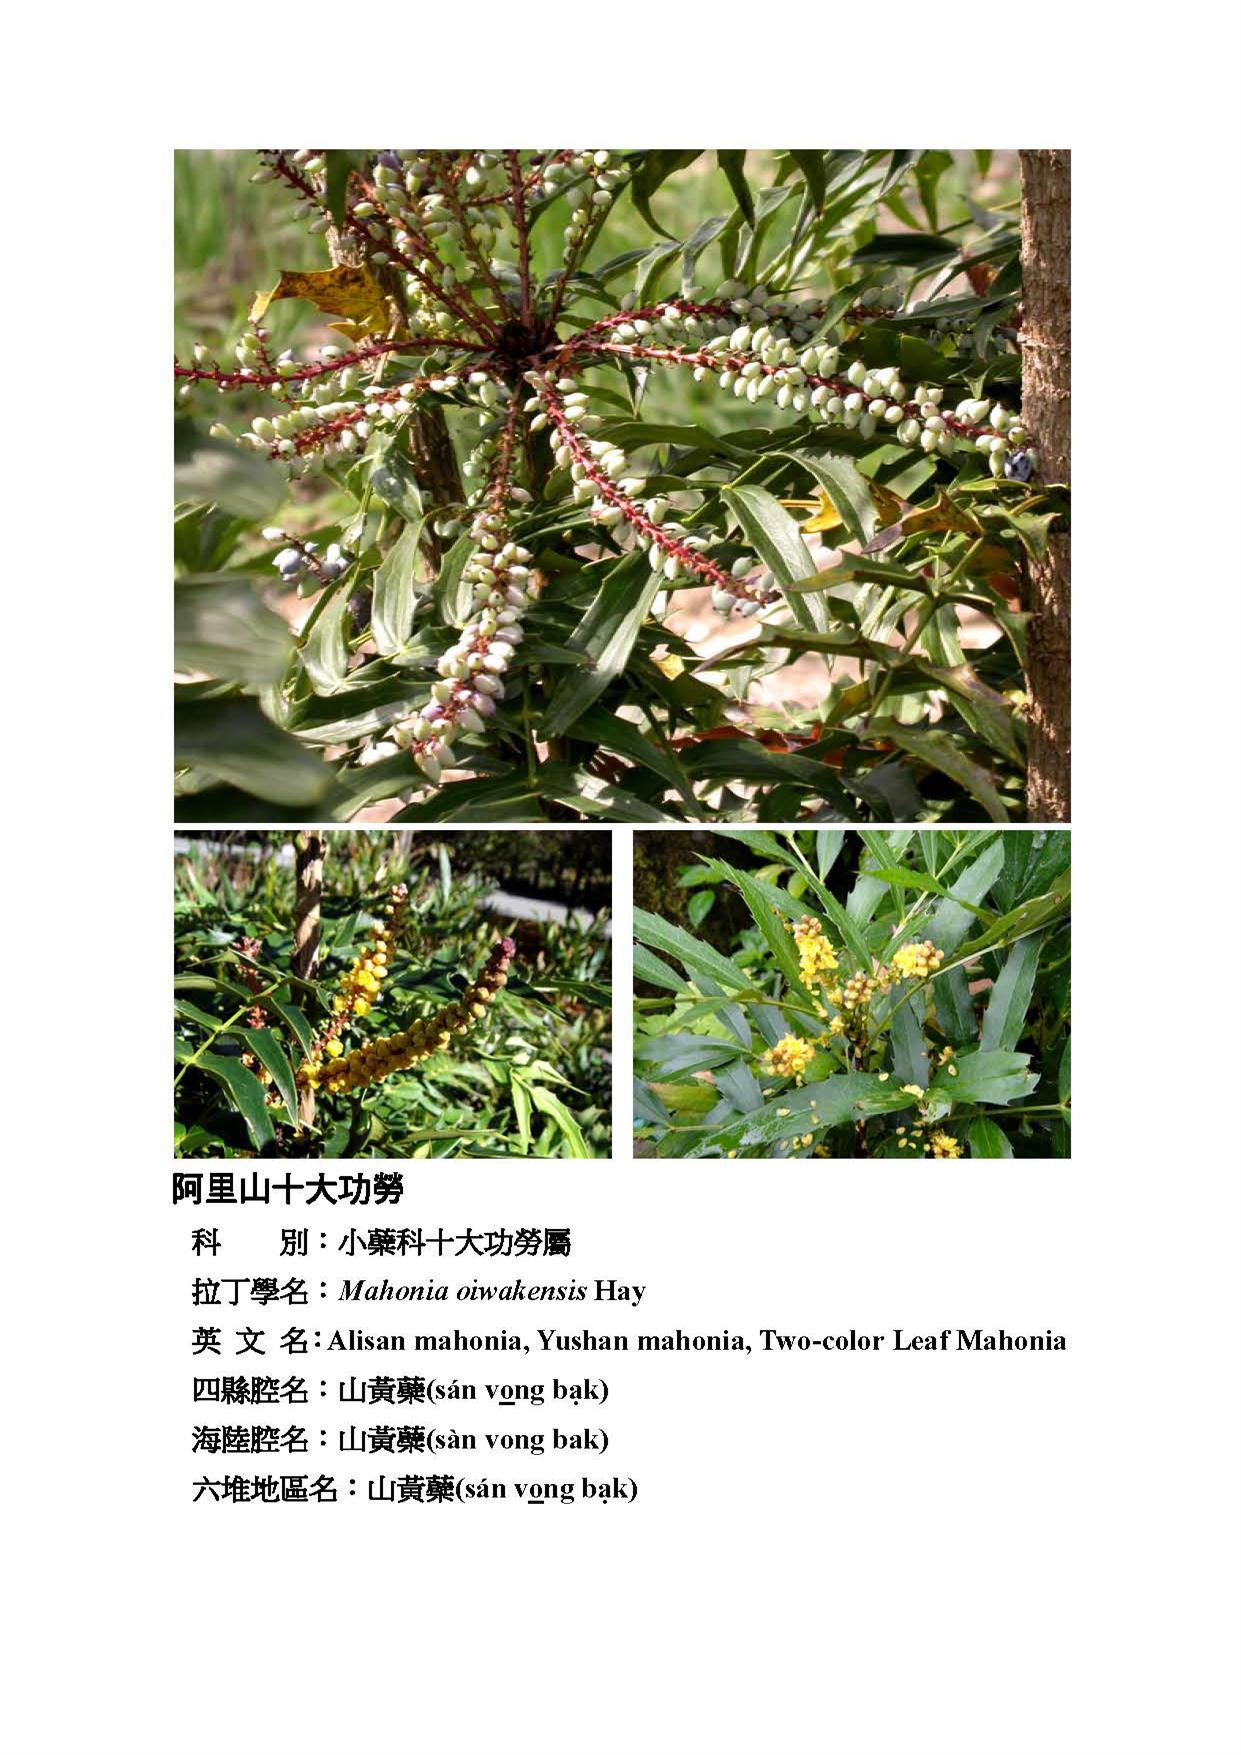 阿里山十大功勞
科　　別：小蘗科十大功勞屬
拉丁學名：Mahonia oiwakensis Hay
英 文 名：Alisan mahonia, Yushan mahonia, Two-color Leaf Mahonia
四縣腔名：山黃蘗(sán vo̲ng bạk)
海陸腔名：山黃蘗(sàn vong bak)
六堆地區名：山黃蘗(sán vo̲ng bạk)